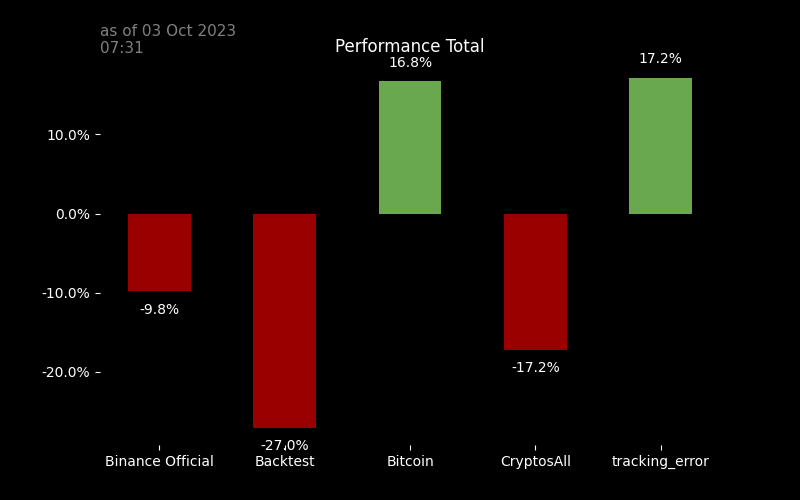 as of 03 Oct 2023
07:31
Performance Total
16.8%
17.2%
10.0%
0.0%
-10.0%
-9.8%
-20.0%
-17.2%
-27.0%
Binance Official
Backtest
Bitcoin
CryptosAll
tracking_error